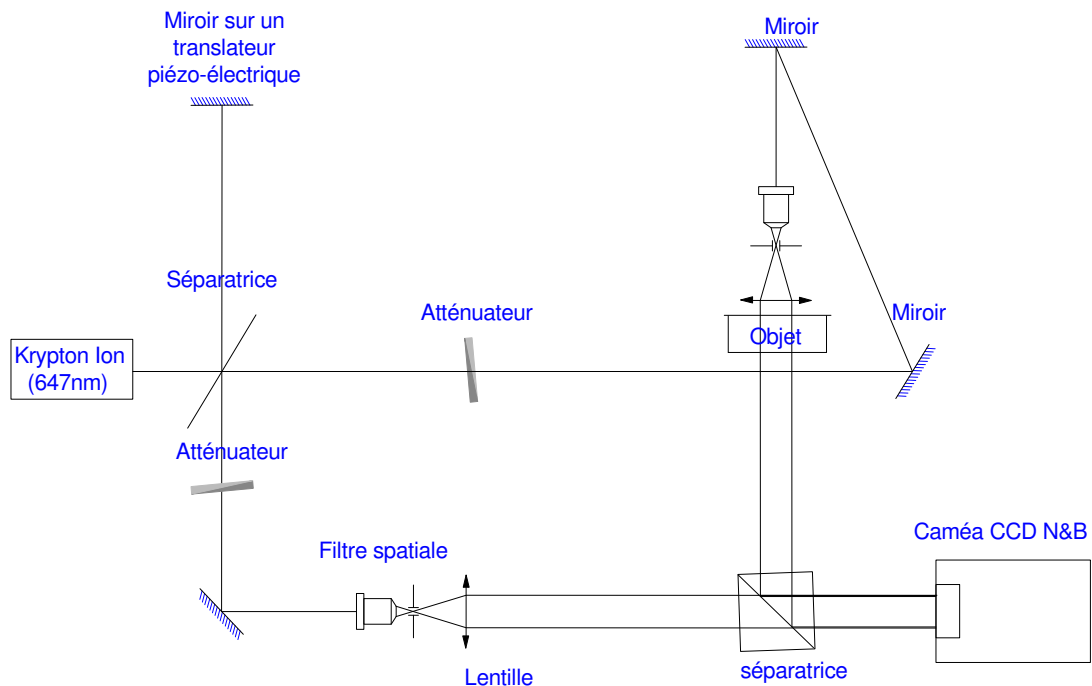 Miroir sur un
translateur
piézo-électrique
Miroir
Séparatrice
Atténuateur
Miroir
Objet
Krypton Ion
(647nm)
Atténuateur
Filtre spatiale
Caméa CCD N&B
Lentille
séparatrice